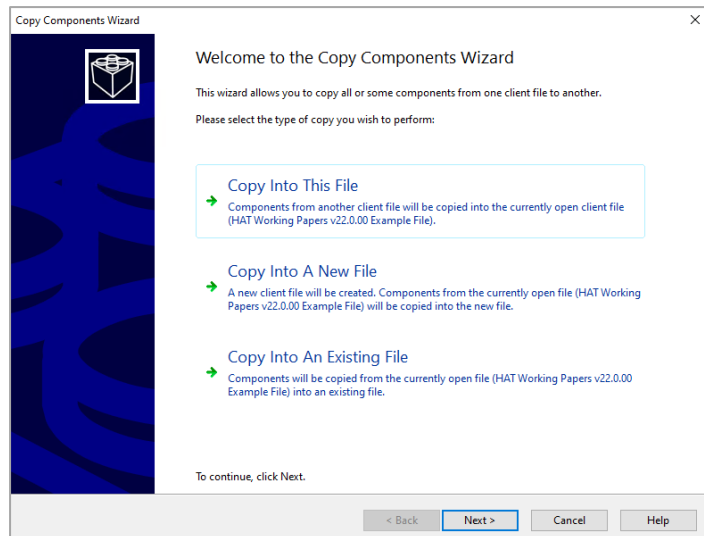 Copy Components Wizard
Welcome to the Copy Components Wizard
This wizard allows you to copy all or some components from one client file to another.
Please select the type of copy you wish to perform:
Copy Into This File
Components from another client file will be copied into the currently open client file
(HAT Working Papers v22.0.00 Example File).
Copy Into A New File
A new client file will be created. Components from the currently open file (HAT Working
Papers v22.0.00 Example File) will be copied into the new file.
Copy Into An Existing File
Components will be copied from the currently open file (HAT Working Papers v22.0.00
Example File) into an existing file.
To continue, click Next.
< Back Next > Cancel Help